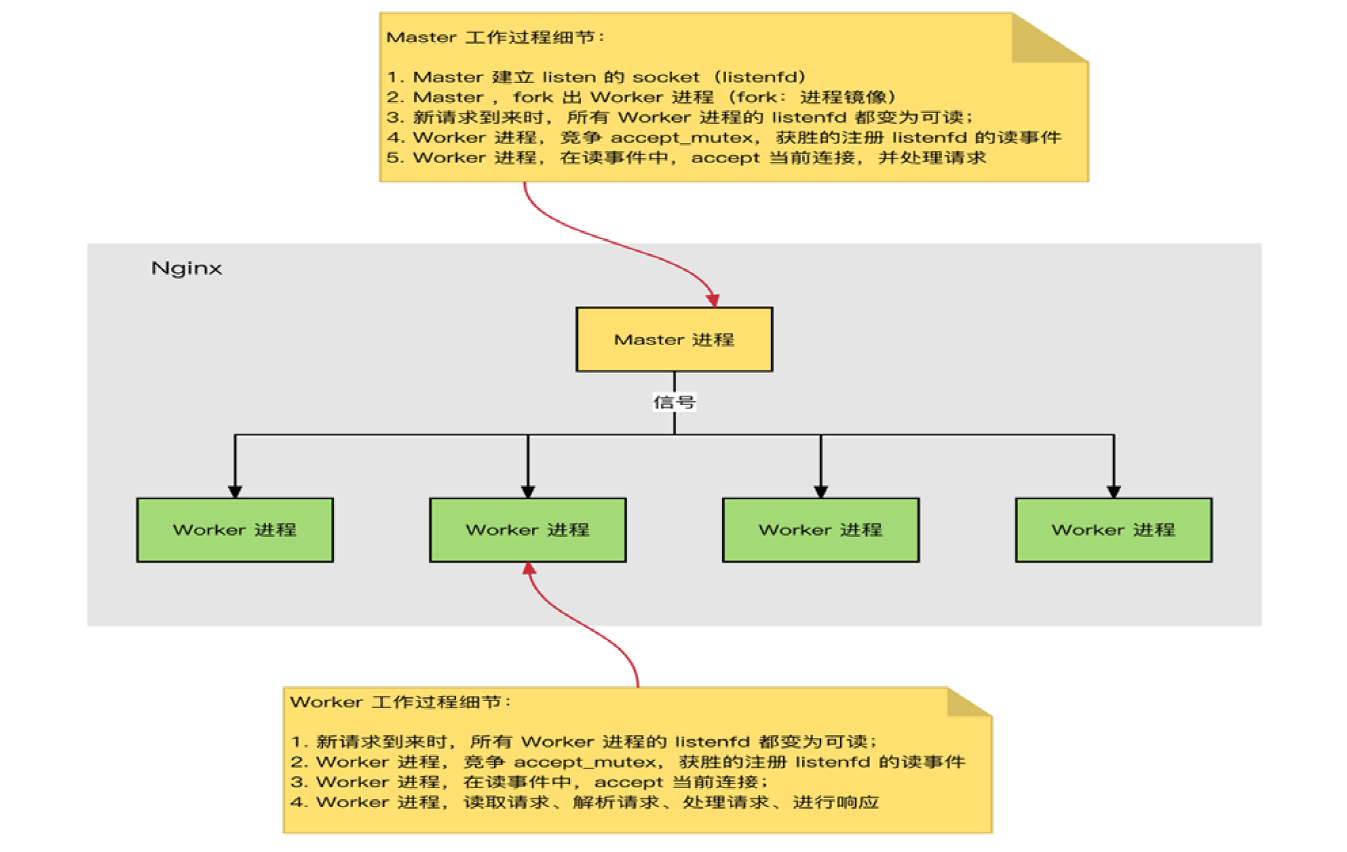 Master 工作过程细节：
1. Master 建立 listen 的 socket（listenfd）
2. Master ，fork 出 Worker 进程（fork：进程镜像）
3. 新请求到来时，所有 Worker 进程的 listenfd 都变为可读；
4. Worker 进程，竞争 accept_mutex，获胜的注册 listenfd 的读事件
5. Worker 进程，在读事件中，accept 当前连接，并处理请求
Nginx
Master 进程
信号
Worker 进程
Worker 进程
Worker 进程
Worker 进程
Worker 工作过程细节：
1. 新请求到来时，所有 Worker 进程的 listenfd 都变为可读；
2. Worker 进程，竞争 accept_mutex，获胜的注册 listenfd 的读事件
3. Worker 进程，在读事件中，accept 当前连接；
4. Worker 进程，读取请求、解析请求、处理请求、进行响应